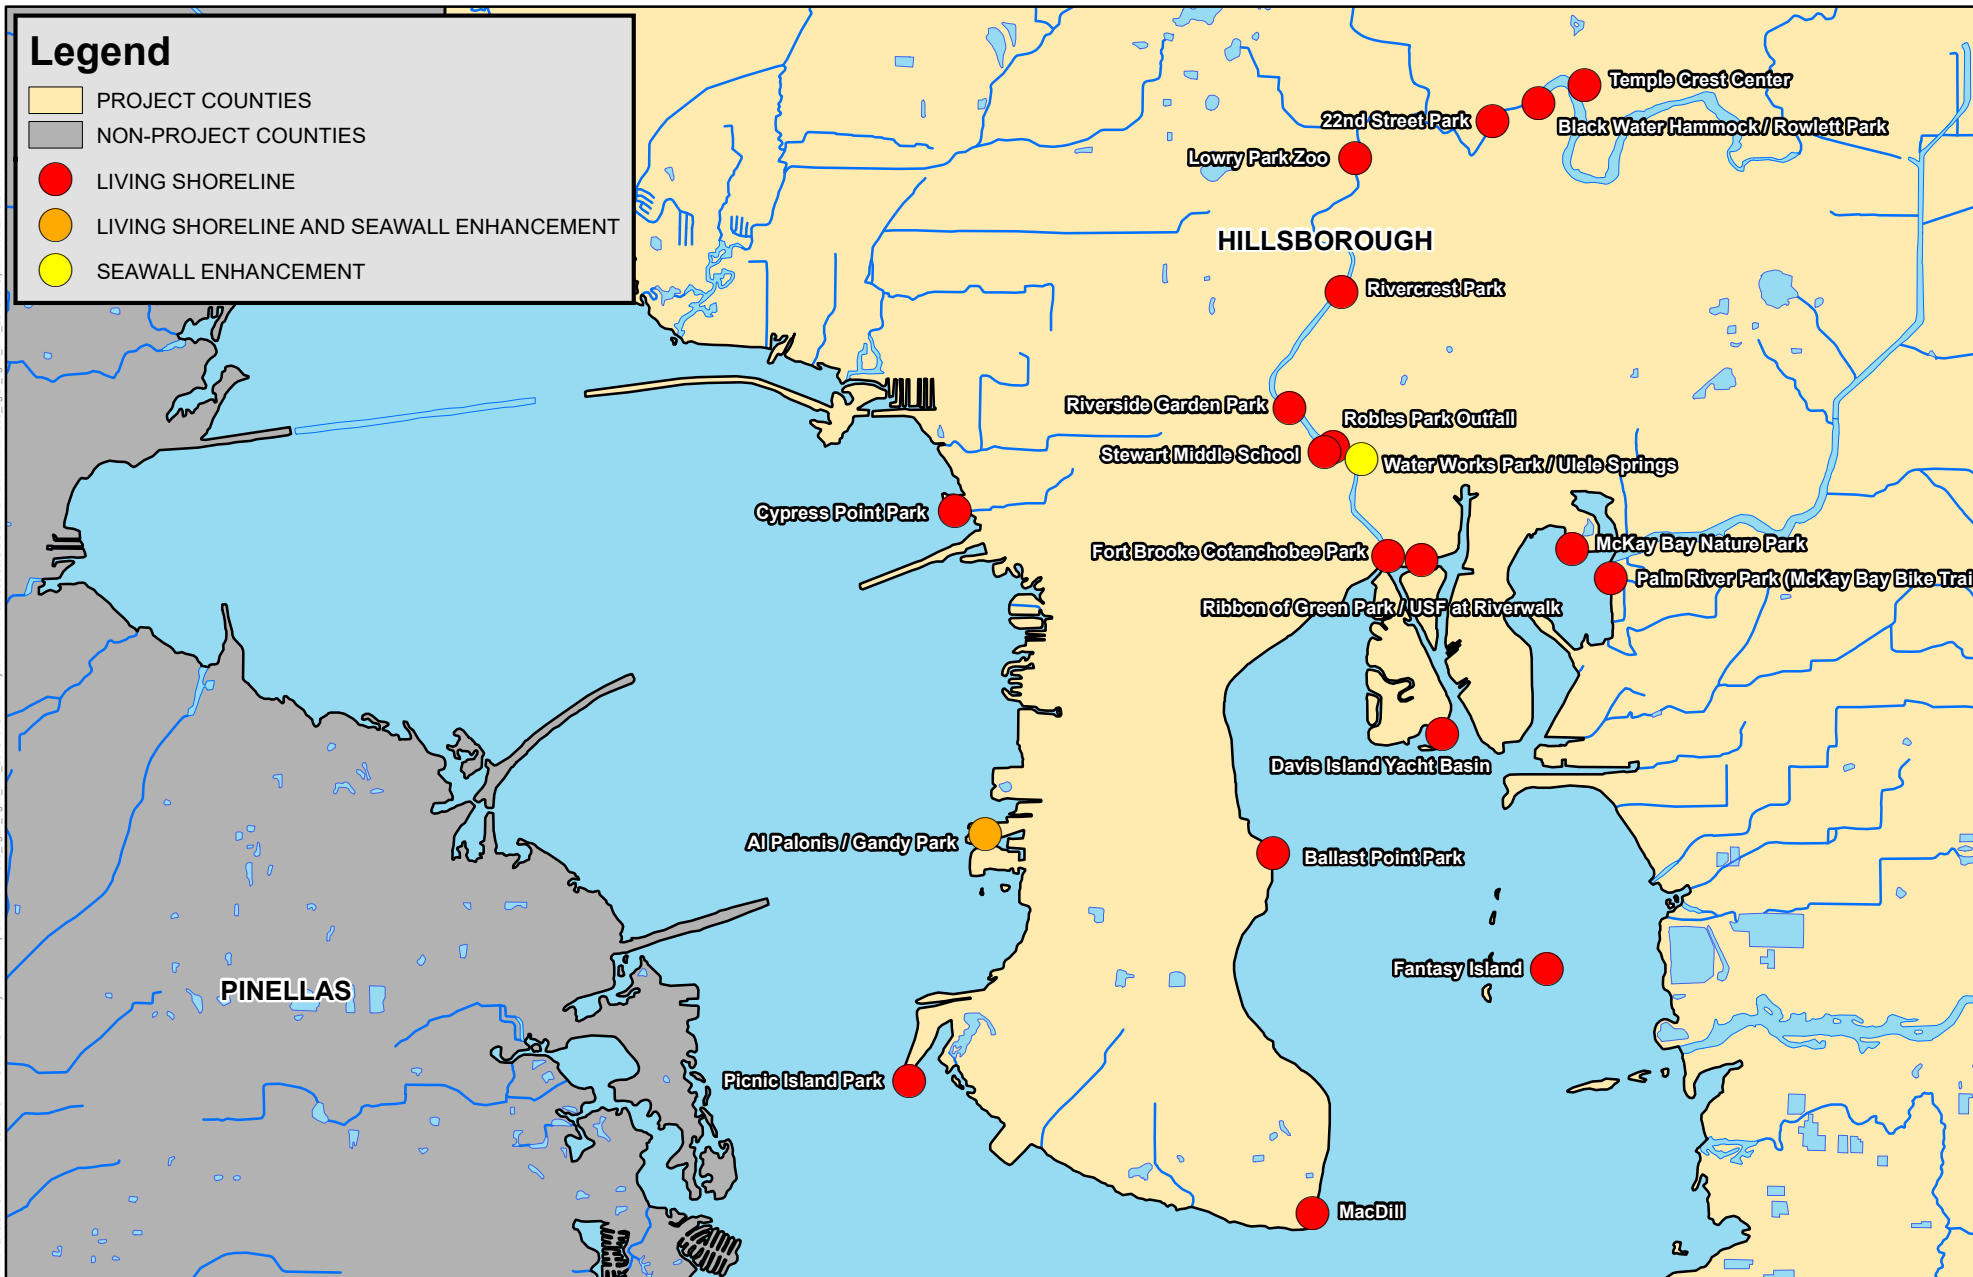 Legend
PROJECT COUNTIES
NON-PROJECT COUNTIES
LIVING SHORELINE
LIVING SHORELINE AND SEAWALL ENHANCEMENT
SEAWALL ENHANCEMENT
Temple Crest Center
22nd Street Park
Black Water Hammock / Rowlett Park
Lowry Park Zoo
HILLSBOROUGH
Rivercrest Park
Riverside Garden Park
Robles Park Outfall
Stewart Middle School
Water Works Park / Ulele Springs
Cypress Point Park
Fort Brooke Cotanchobee Park
McKay Bay Nature Park
Palm River Park (McKay Bay Bike Trai
Ribbon of Green Park / USF at Riverwalk
Davis Island Yacht Basin
Al Palonis / Gandy Park
Ballast Point Park
Fantasy Island
PINELLAS
Picnic Island Park
MacDill